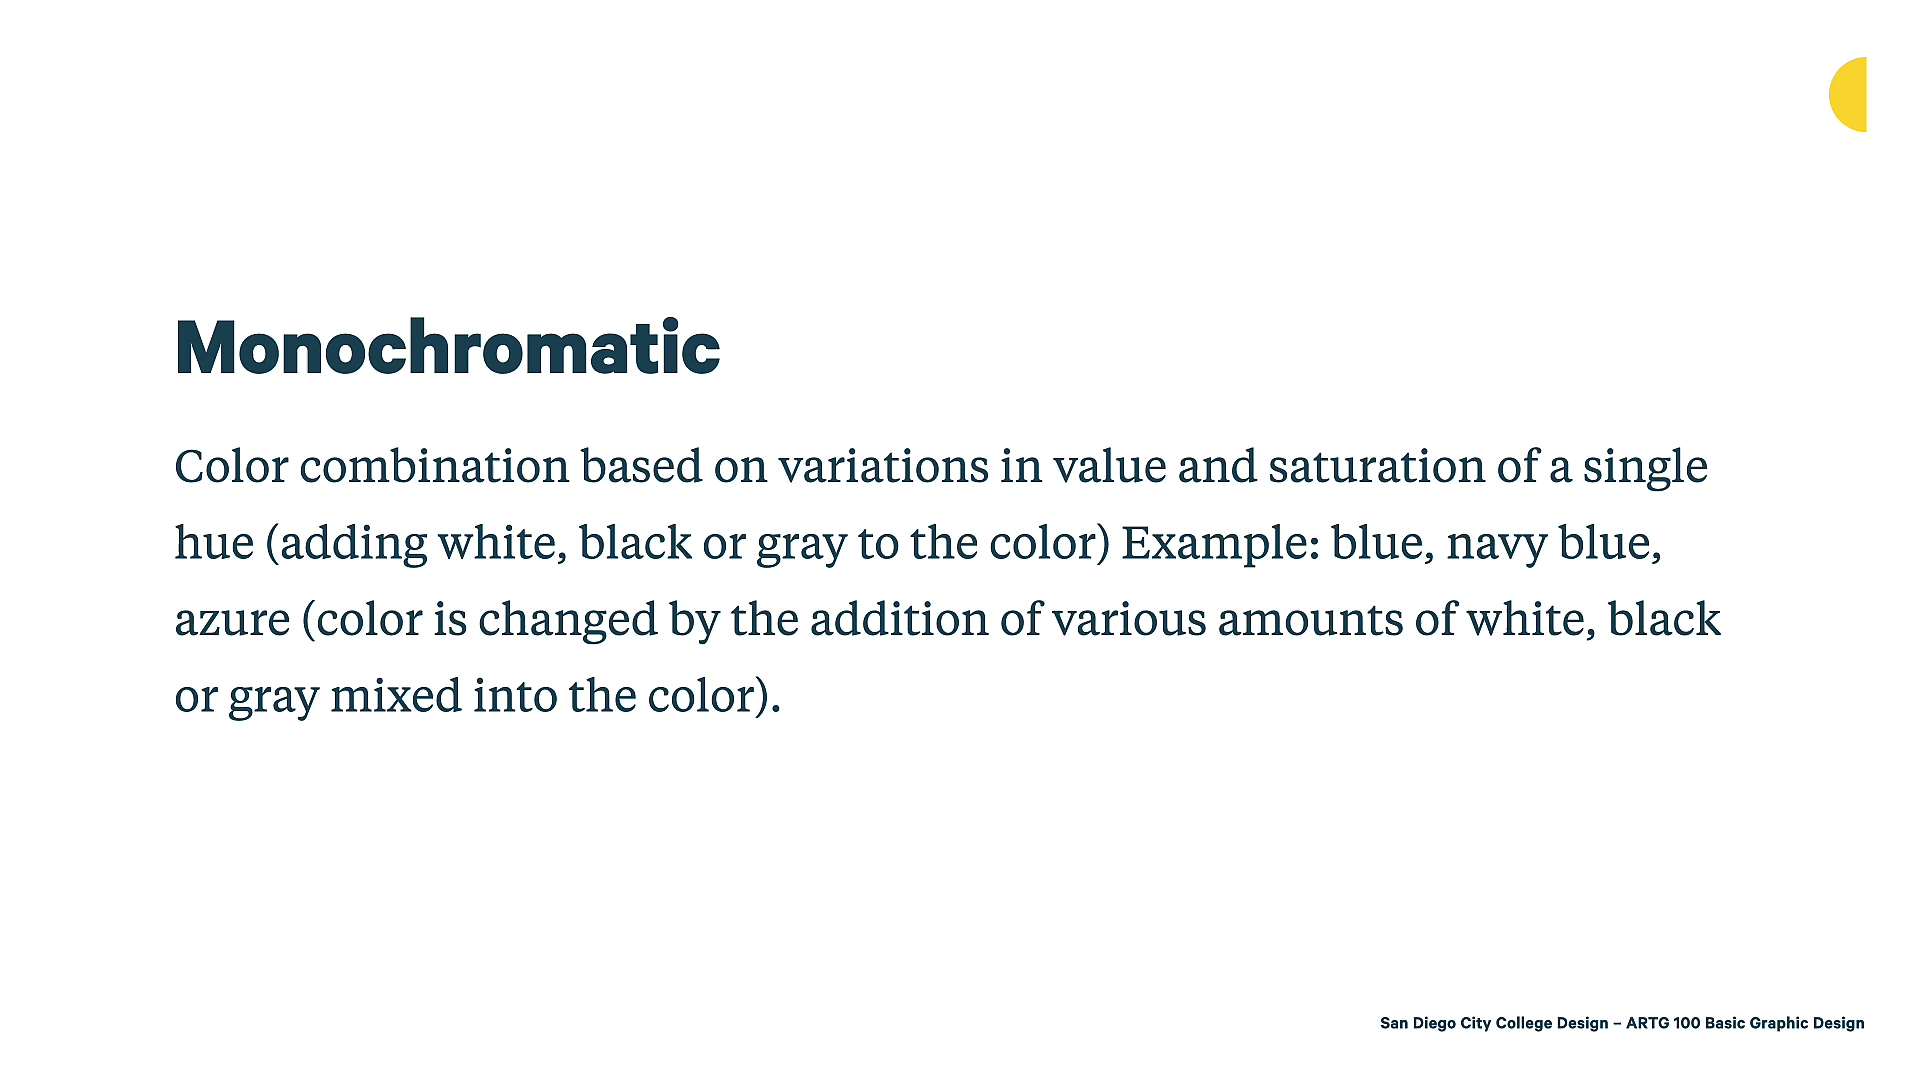 Monochromatic
Color combination based on variations in value and saturation of a single
hue (adding white, black or gray to the color) Example: blue, navy blue,
azure (color is changed by the addition of various amounts of white, black
or gray mixed into the color).
San Diego City College Design – ARTG 100 Basic Graphic Design